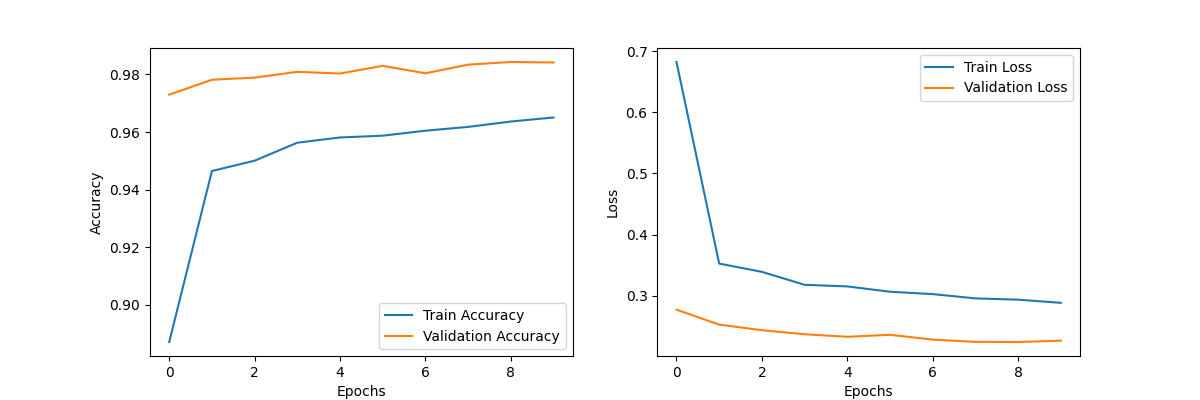 0.98
0.96
0.94
0.92
0.90
Accuracy
Train Accuracy
Validation Accuracy
0 2 4 6 8
Epochs
0.7
0.6
0.5
0.4
0.3
Loss
Train Loss
Validation Loss
0 2 4 6 8
Epochs